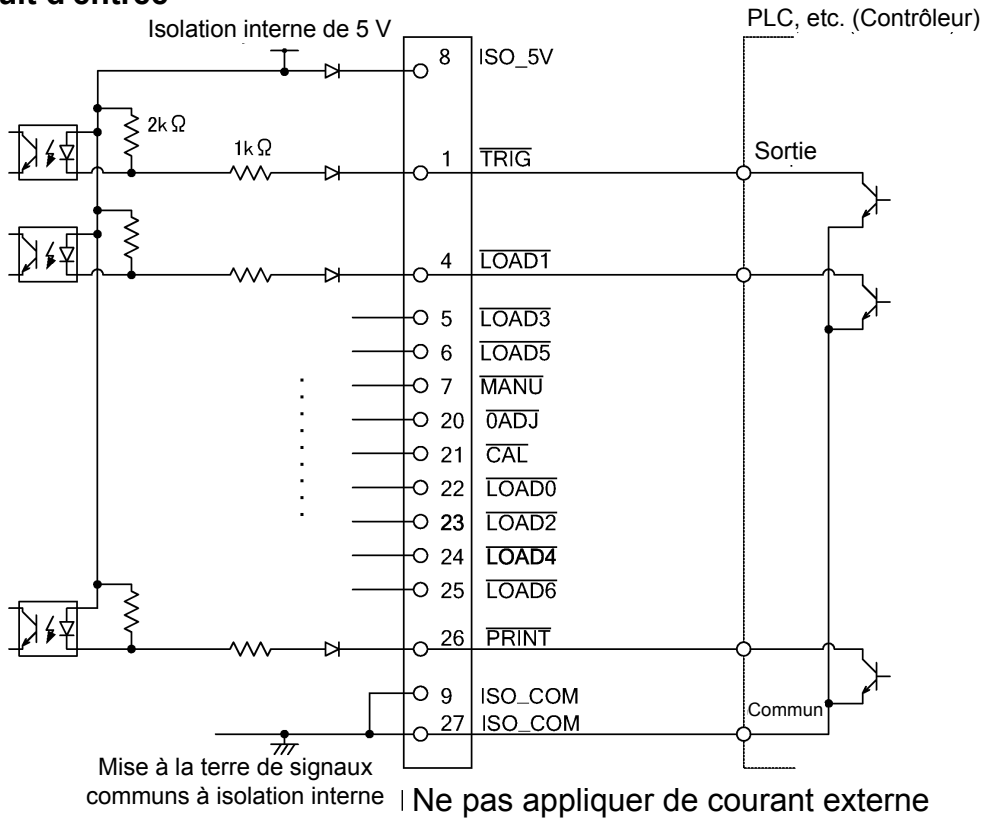 uit d'entrée
Isolation interne de 5 V
PLC, etc. (Contrôleur)
8 ISO_5V
2kΩ
1kΩ
1 TRIG
Sortie
4 LOAD1
5 LOAD3
6 LOAD5
7 MANU
20 0ADJ
21 CAL
22 LOAD0
23 LOAD2
24 LOAD4
25 LOAD6
26 PRINT
9 ISO_COM
Commun
27 ISO_COM
Mise à la terre de signaux
communs à isolation interne
Ne pas appliquer de courant externe